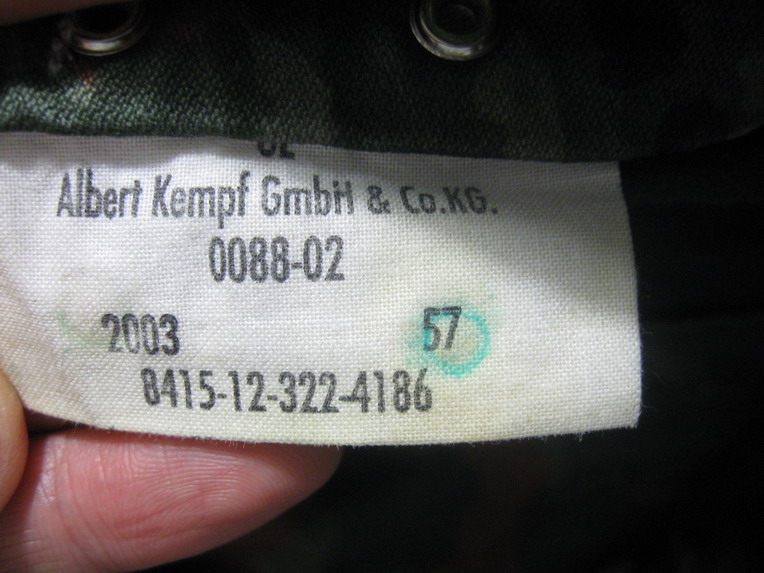 Albert Kempf GmbH & Co.KG.
0088-02
2003 57
8415-12-322-4186